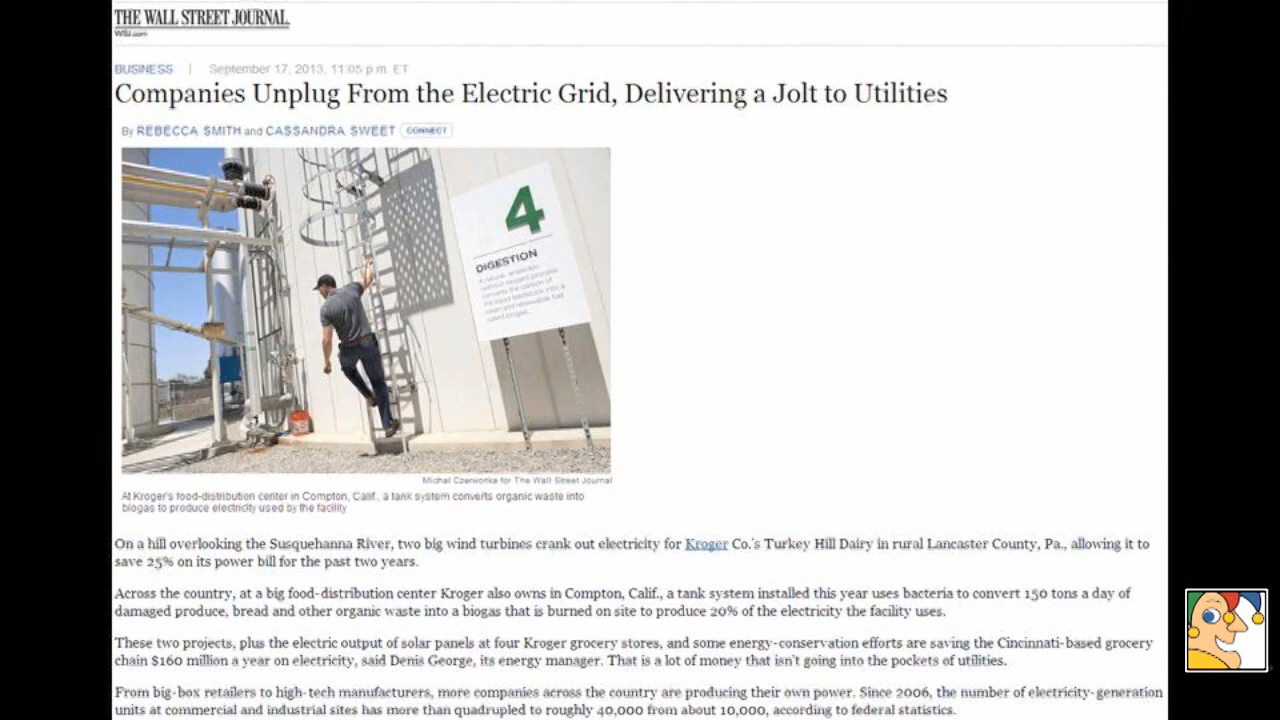 THE WALL STREET JOURNAL.
WSJ.com
BUSINESS | September 17, 2013, 11:05 p.m. ET
Companies Unplug From the Electric Grid, Delivering a Jolt to Utilities
By REBECCA SMITH and CASSANDRA SWEET CONNECT
4
DIGESTION
Michal Czerwonka for The Wall Street Journal
At Kroger's food-distribution center in Compton, Calif., a tank system converts organic waste into
biogas to produce electricity used by the facility
On a hill overlooking the Susquehanna River, two big wind turbines crank out electricity for Kroger Co.'s Turkey Hill Dairy in rural Lancaster County, Pa., allowing it to
save 25% on its power bill for the past two years.
Across the country, at a big food-distribution center Kroger also owns in Compton, Calif., a tank system installed this year uses bacteria to convert 150 tons a day of
damaged produce, bread and other organic waste into a biogas that is burned on site to produce 20% of the electricity the facility uses.
These two projects, plus the electric output of solar panels at four Kroger grocery stores, and some energy-conservation efforts are saving the Cincinnati-based grocery
chain $160 million a year on electricity, said Denis George, its energy manager. That is a lot of money that isn't going into the pockets of utilities.
From big-box retailers to high-tech manufacturers, more companies across the country are producing their own power. Since 2006, the number of electricity-generation
units at commercial and industrial sites has more than quadrupled to roughly 40,000 from about 10,000, according to federal statistics.